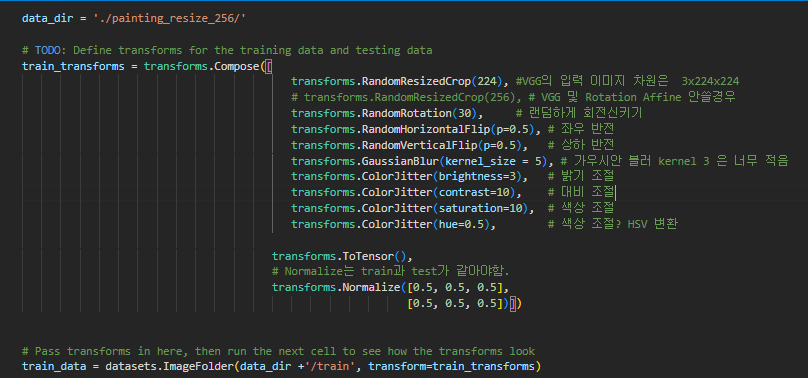 data_dir = './painting_resize_256/'
# TODO: Define transforms for the training data and testing data
train_transforms = transforms.Compose([
transforms.RandomResizedCrop(224), #VGG의 입력 이미지 차원은 3x224x224
# transforms.RandomResizedCrop(256), # VGG 및 Rotation Affine 안쓸경우
transforms.RandomRotation(30), # 랜덤하게 회전신키기
transforms.RandomHorizontalFlip(p=0.5), # 좌우 반전
transforms.RandomVerticalFlip(p=0.5), # 상하 반전
transforms.GaussianBlur(kernel_size = 5), # 가우시안 블러 kernel 3 은 너무 적음
transforms.ColorJitter(brightness=3), # 밝기 조절
transforms.ColorJitter(contrast=10), # 대비 조절
transforms.ColorJitter(saturation=10), # 색상 조절
transforms.ColorJitter(hue=0.5), # 색상 조절? HSV 변환
transforms.ToTensor(),
# Normalize는 train과 test가 같아야함.
transforms.Normalize([0.5, 0.5, 0.5],
[0.5, 0.5, 0.5])])
# Pass transforms in here, then run the next cell to see how the transforms look
train_data = datasets.ImageFolder(data_dir +'/train', transform=train_transforms)